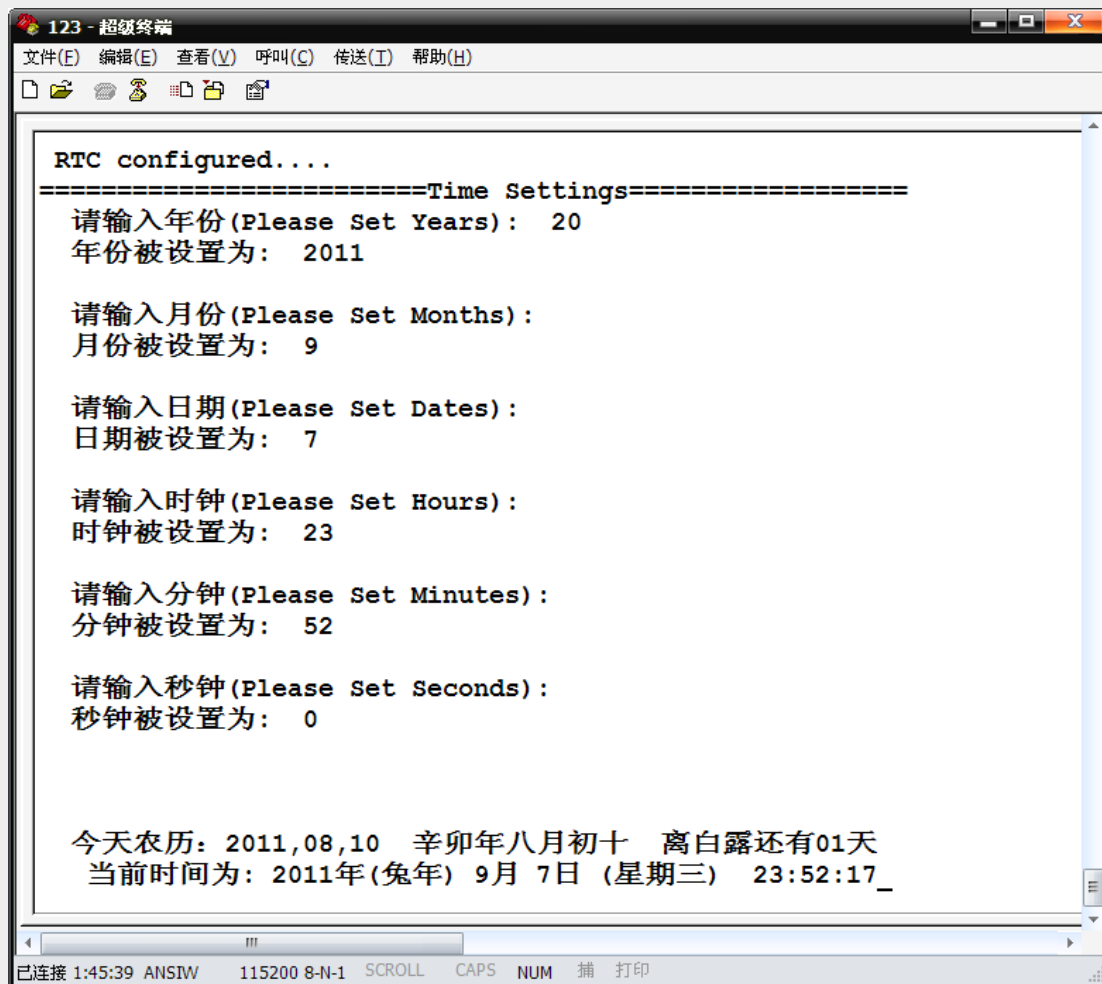 123 - 超级终端
文件(F) 编辑(E) 查看(V) 呼叫(C) 传送(T) 帮助(H)
RTC configured....
=========================Time Settings==================
请输入年份(Please Set Years): 20
年份被设置为: 2011
请输入月份(Please Set Months):
月份被设置为: 9
请输入日期(Please Set Dates):
日期被设置为: 7
请输入时钟(Please Set Hours):
时钟被设置为: 23
请输入分钟(Please Set Minutes):
分钟被设置为: 52
请输入秒钟(Please Set Seconds):
秒钟被设置为: 0
今天农历: 2011,08,10 辛卯年八月初十 离白露还有01天
当前时间为: 2011年(兔年) 9月 7日 (星期三) 23:52:17_
已连接 1:45:39 ANSIW 115200 8-N-1 SCROLL CAPS NUM 捕 打印